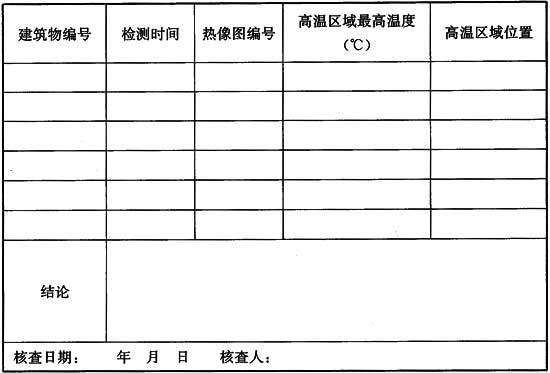 建筑物编号 检测时间 热像图编号 高温区域最高温度 高温区域位置
(℃)
结论
核查日期： 年 月 日 核查人：